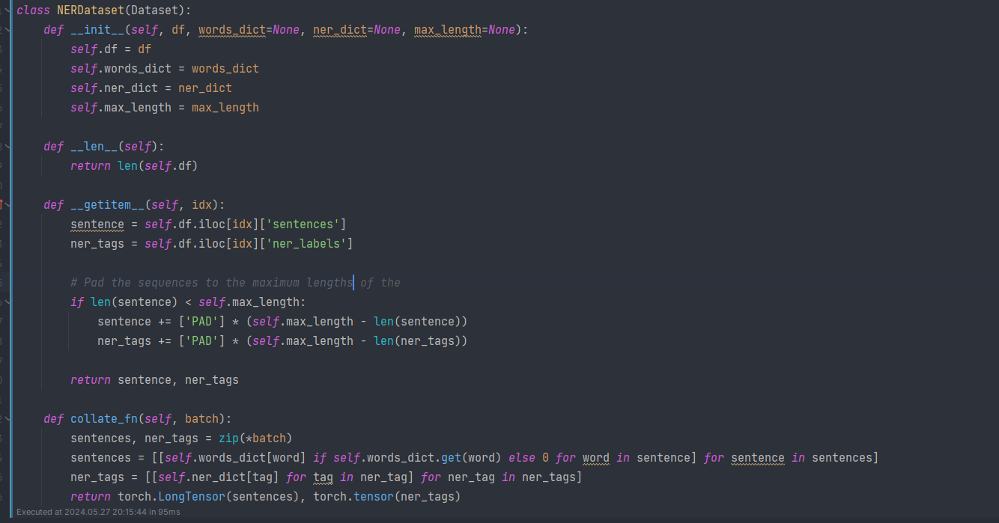 class NERDataset(Dataset):
    def __init__(self, df, words_dict=None, ner_dict=None, max_length=None):
        self.df = df
        self.words_dict = words_dict
        self.ner_dict = ner_dict
        self.max_length = max_length
    def __len__(self):
        return len(self.df)
    def __getitem__(self, idx):
        sentence = self.df.iloc[idx]['sentences']
        ner_tags = self.df.iloc[idx]['ner_labels']
        # Pad the sequences to the maximum lengths of the
        if len(sentence) < self.max_length:
            sentence += ['PAD'] * (self.max_length - len(sentence))
            ner_tags += ['PAD'] * (self.max_length - len(ner_tags))
        return sentence, ner_tags
    def collate_fn(self, batch):
        sentences, ner_tags = zip(*batch)
        sentences = [[self.words_dict[word] if self.words_dict.get(word) else 0 for word in sentence] for sentence in sentences]
        ner_tags = [[self.ner_dict[tag] for tag in ner_tag] for ner_tag in ner_tags]
        return torch.LongTensor(sentences), torch.tensor(ner_tags)
Executed at 2024.05.27 20:15:44 in 95ms